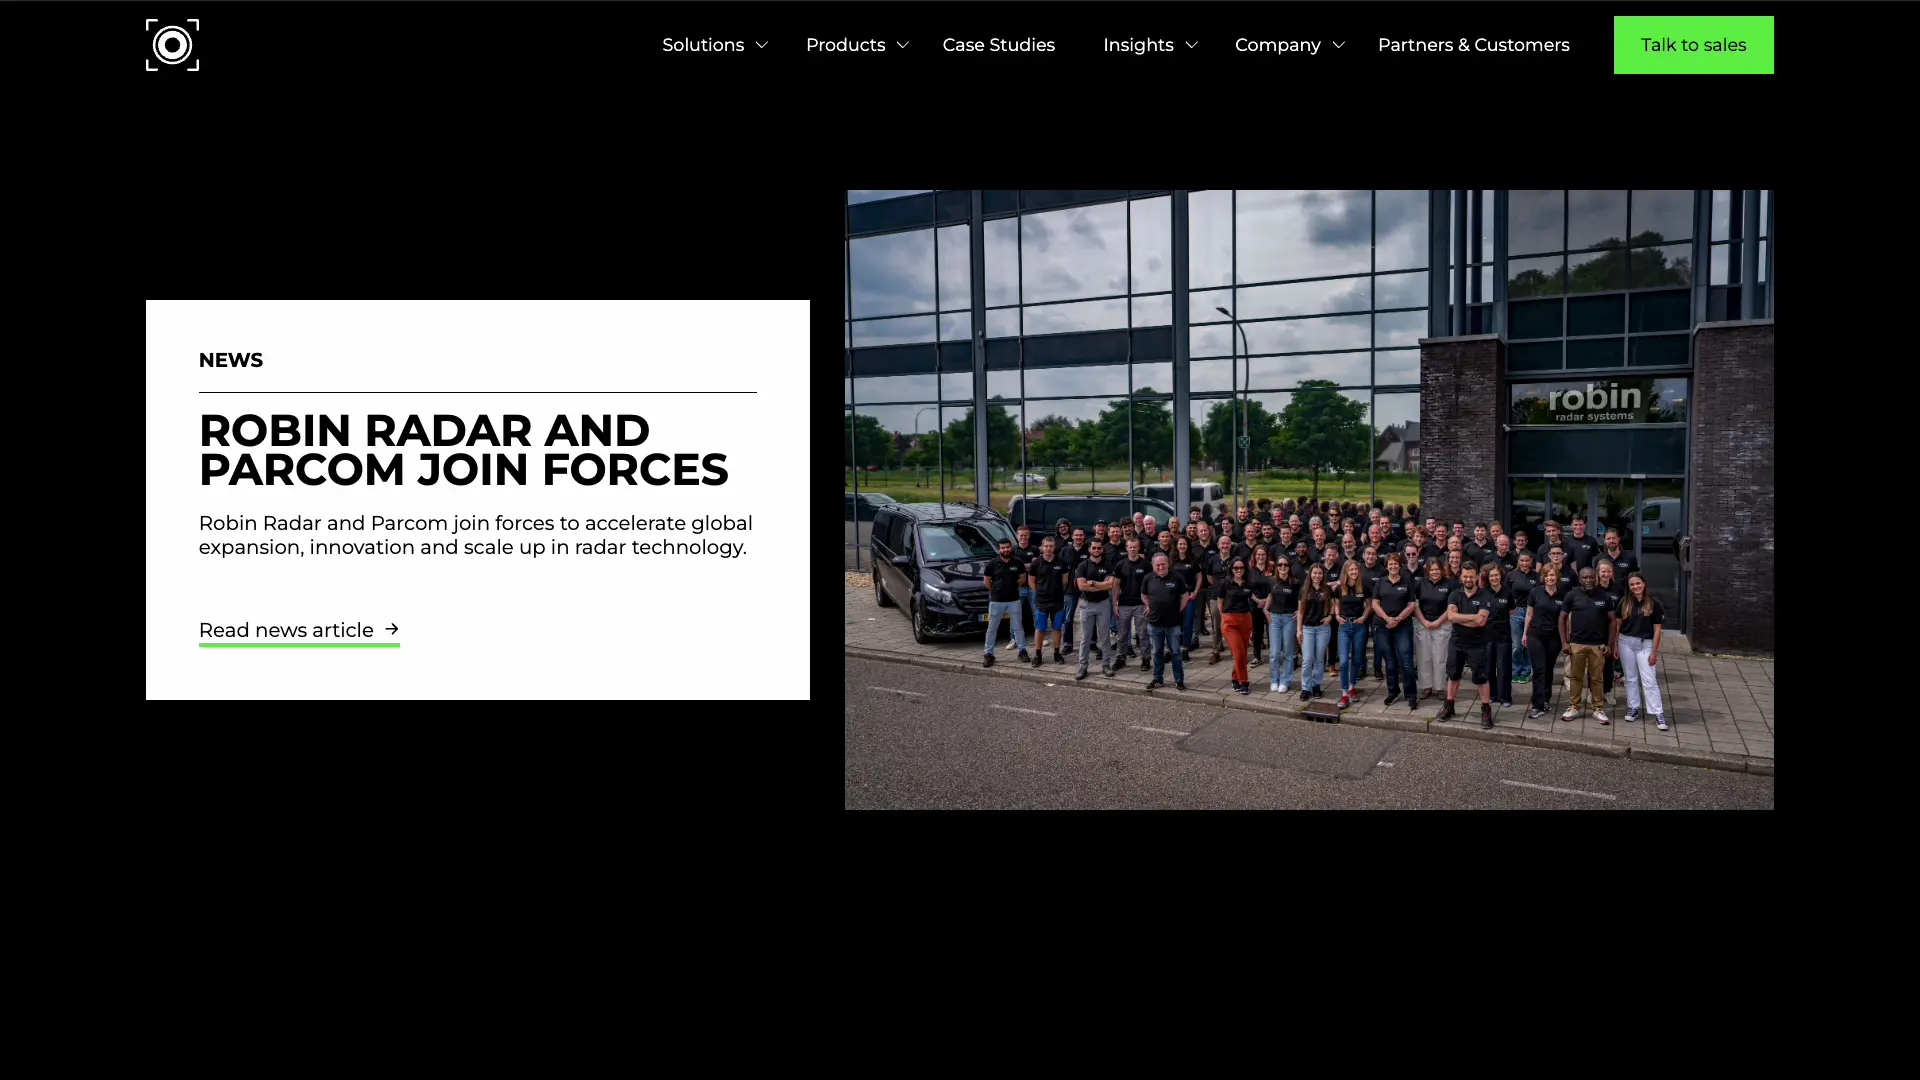 Solutions
Products
Case Studies
Insights
Company
Partners & Customers
Talk to sales
NEWS
ROBIN RADAR AND
PARCOM JOIN FORCES
Robin Radar and Parcom join forces to accelerate global
expansion, innovation and scale up in radar technology.
Read news article
robin
radar systems